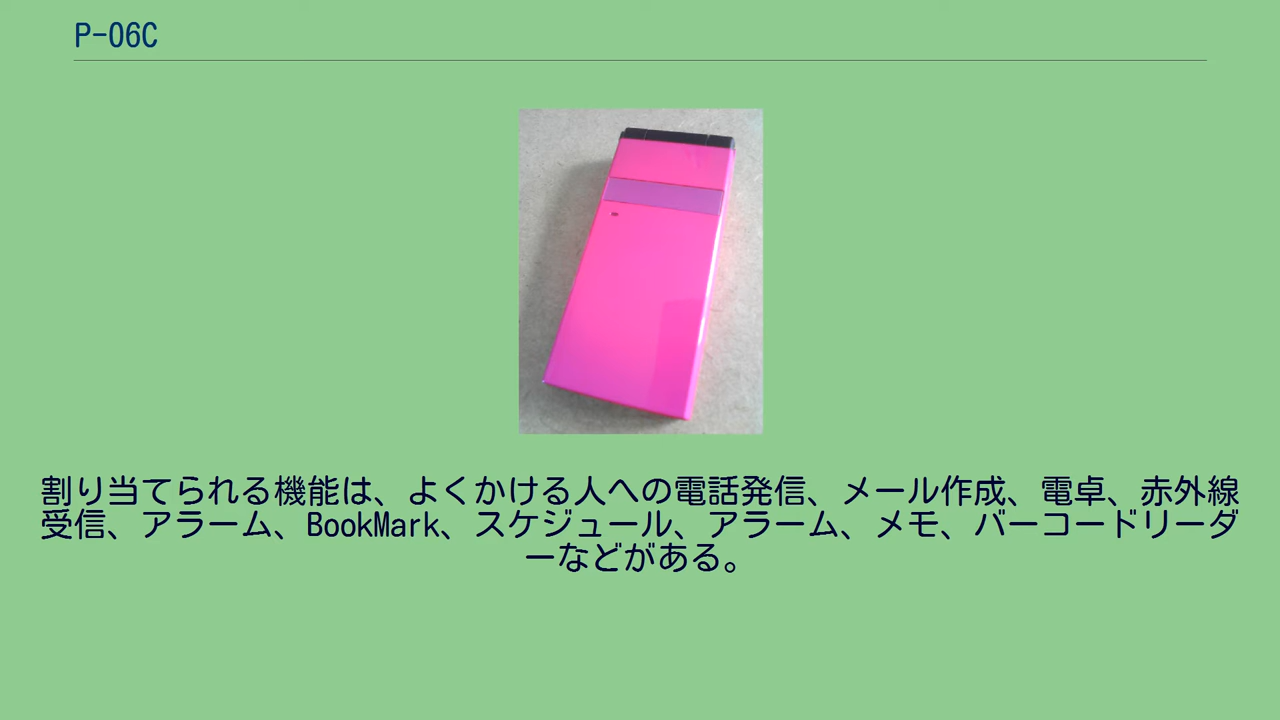 P-06C
割り当てられる機能は、よくかける人への電話発信、メール作成、電卓、赤外線
受信、アラーム、BookMark、スケジュール、アラーム、メモ、バーコードリーダ
ーなどがある。